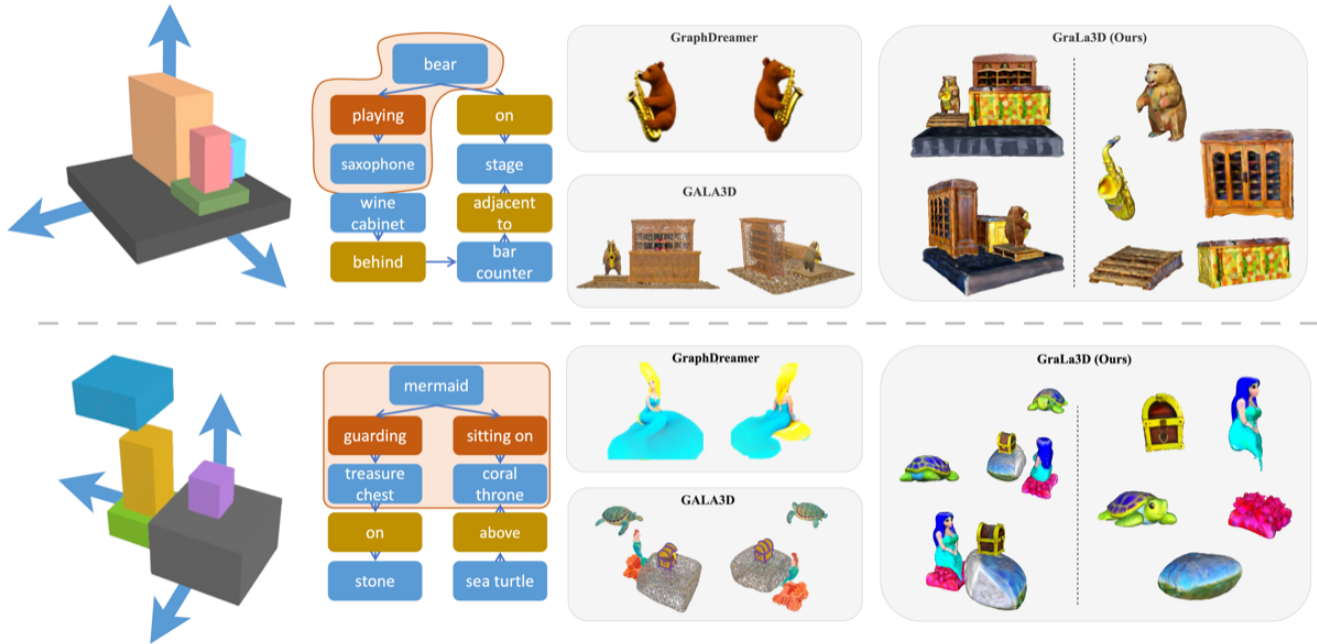 bear
playing
on
saxophone
stage
wine
cabinet
adjacent
to
behind
bar
counter
GraphDreamer
GALA3D
GraLa3D (Ours)
mermaid
guarding
sitting on
treasure
chest
coral
throne
on
above
stone
sea turtle
GraphDreamer
GALA3D
GraLa3D (Ours)